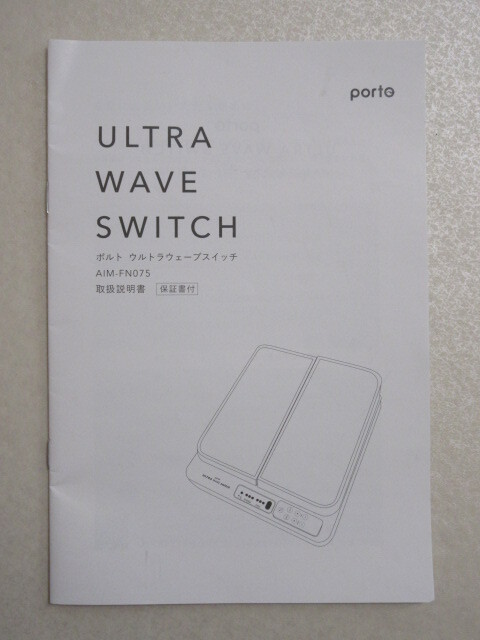 porto
ULTRA
WAVE
SWITCH
ポルト ウルトラウェーブスイッチ
AIM-FN075
取扱説明書 保証書付